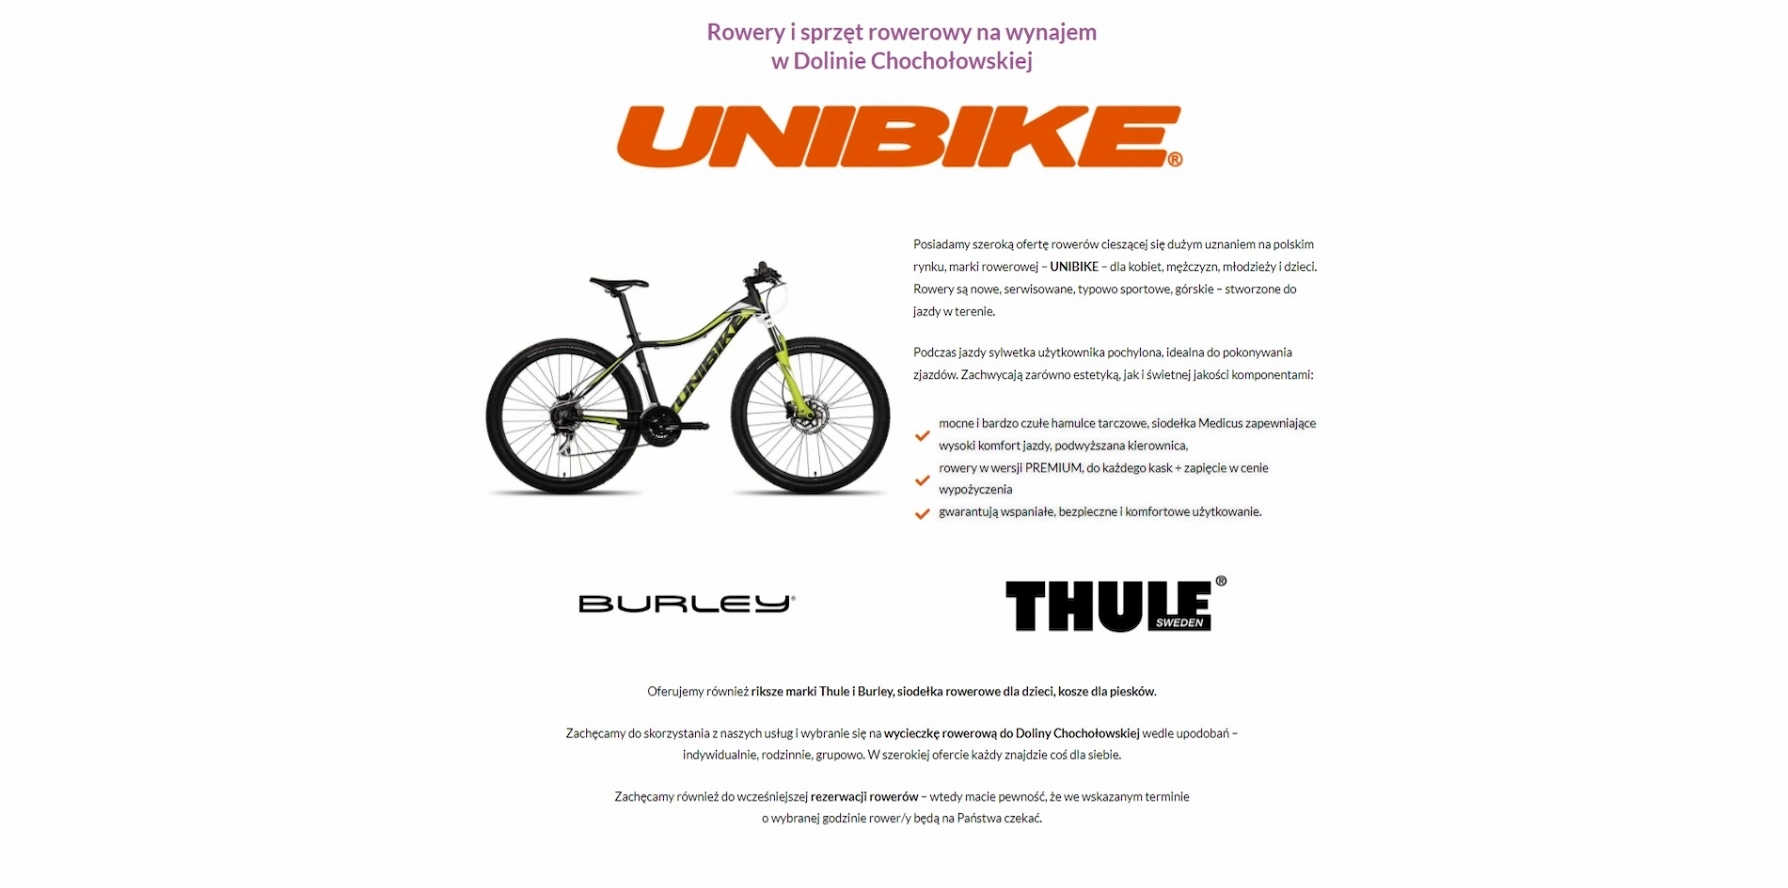 Rowery i sprzęt rowerowy na wynajem
w Dolinie Chochołowskiej
UNIBIKE®
Posiadamy szeroką ofertę rowerów cieszącej się dużym uznaniem na polskim
rynku, marki rowerowej – UNIBIKE – dla kobiet, mężczyzn, młodzieży i dzieci.
Rowery są nowe, serwisowane, typowo sportowe, górskie – stworzone do
jazdy w terenie.
UNIBIKE
Podczas jazdy sylwetka użytkownika pochylona, idealna do pokonywania
zjazdów. Zachwycają zarówno estetyką, jak i świetnej jakości komponentami:
mocne i bardzo czułe hamulce tarczowe, siodełka Medicus zapewniające
wysoki komfort jazdy, podwyższana kierownica,
rowery w wersji PREMIUM, do każdego kask + zapięcie w cenie
wypożyczenia
gwarantują wspaniałe, bezpieczne i komfortowe użytkowanie.
BURLEY®
THULE®
SWEDEN
Oferujemy również riksze marki Thule i Burley, siodełka rowerowe dla dzieci, kosze dla piesków.
Zachęcamy do skorzystania z naszych usług i wybranie się na wycieczkę rowerową do Doliny Chochołowskiej wedle upodobań –
indywidualnie, rodzinnie, grupowo. W szerokiej ofercie każdy znajdzie coś dla siebie.
Zachęcamy również do wcześniejszej rezerwacji rowerów – wtedy macie pewność, że we wskazanym terminie
o wybranej godzinie rower/y będą na Państwa czekać.